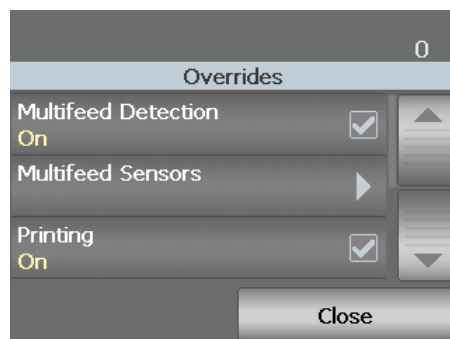 0
Overrides
Multifeed Detection
On
Multifeed Sensors
Printing
On
Close